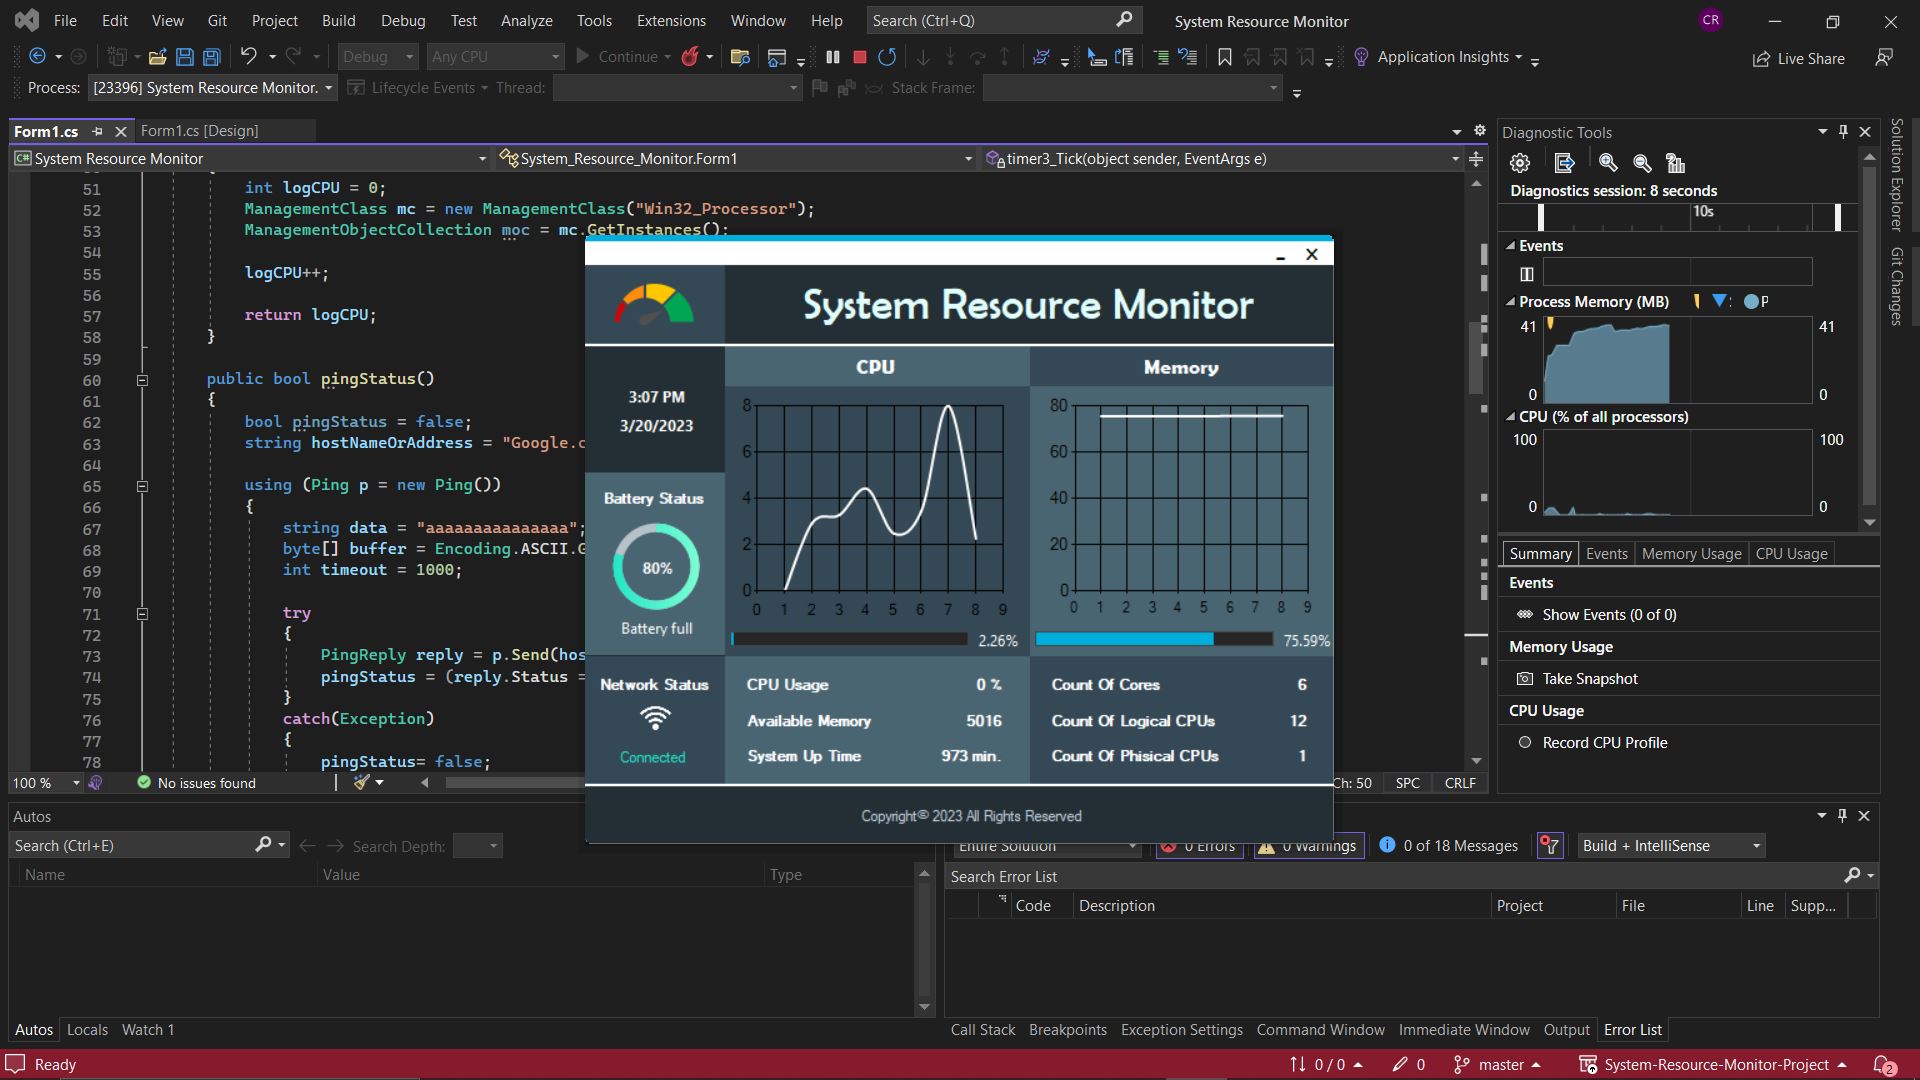 File Edit View Git Project Build Debug Test Analyze Tools Extensions Window Help Search (Ctrl+Q) System Resource Monitor CR
Debug Any CPU Continue Application Insights Live Share
Process: [23396] System Resource Monitor. Lifecycle Events Thread: Stack Frame:
Form1.cs Form1.cs [Design]
C# System Resource Monitor System_Resource_Monitor.Form1 timer3_Tick(object sender, EventArgs e)
51 int logCPU = 0;
52 ManagementClass mc = new ManagementClass("Win32_Processor");
53 ManagementObjectCollection moc = mc.GetInstances();
54
55 logCPU++;
56
57 return logCPU;
58 }
59
60 public bool pingStatus()
61 {
62 bool pingStatus = false;
63 string hostNameOrAddress = "Google.c
64
65 using (Ping p = new Ping())
66 {
67 string data = "aaaaaaaaaaaaaaa";
68 byte[] buffer = Encoding.ASCII.G
69 int timeout = 1000;
70
71 try
72 {
73 PingReply reply = p.Send(hos
74 pingStatus = (reply.Status =
75 }
76 catch(Exception)
77 {
78 pingStatus= false;
100 % No issues found Ch: 50 SPC CRLF
System Resource Monitor
3:07 PM
3/20/2023
Battery Status
80%
Battery full
Network Status
Connected
CPU
8
6
4
2
0
0 1 2 3 4 5 6 7 8 9
2.26%
Memory
80
60
40
20
0
0 1 2 3 4 5 6 7 8 9
75.59%
CPU Usage 0 %
Available Memory 5016
System Up Time 973 min.
Count Of Cores 6
Count Of Logical CPUs 12
Count Of Phisical CPUs 1
Copyright© 2023 All Rights Reserved
Diagnostic Tools
Diagnostics session: 8 seconds
10s
Events
Process Memory (MB) P
41 41
0 0
CPU (% of all processors)
100 100
0 0
Summary Events Memory Usage CPU Usage
Events
Show Events (0 of 0)
Memory Usage
Take Snapshot
CPU Usage
Record CPU Profile
Solution Explorer
Git Changes
Autos
Search (Ctrl+E) Search Depth:
Name Value Type
Autos Locals Watch 1
Entire Solution 0 Errors 0 Warnings 0 of 18 Messages Build + IntelliSense
Search Error List
Code Description Project File Line Supp...
Call Stack Breakpoints Exception Settings Command Window Immediate Window Output Error List
Ready 0 / 0 0 master System-Resource-Monitor-Project 2